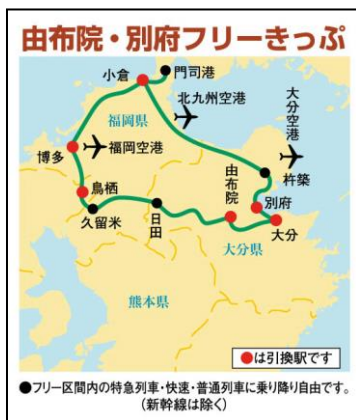 由布院・別府フリーきっぷ
小倉
門司港
北九州空港
大分空港
福岡県
博多
福岡空港
杵築
由布院
別府
鳥栖
久留米
日田
大分
大分県
熊本県
●は引換駅です
●フリー区間内の特急列車・快速・普通列車に乗り降り自由です。
(新幹線は除く)